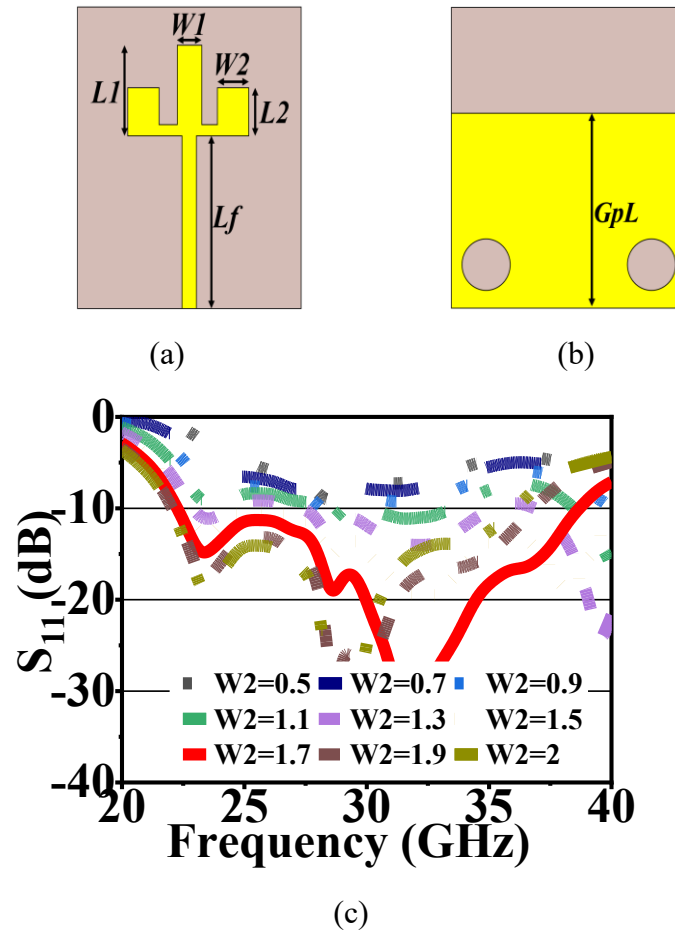 W1
W2
L1
L2
Lf
GpL
(a)
(b)
S11 (dB)
0
-10
-20
-30
-40
W2=0.5 W2=0.7 W2=0.9
W2=1.1 W2=1.3 W2=1.5
W2=1.7 W2=1.9 W2=2
20 25 30 35 40
Frequency (GHz)
(c)